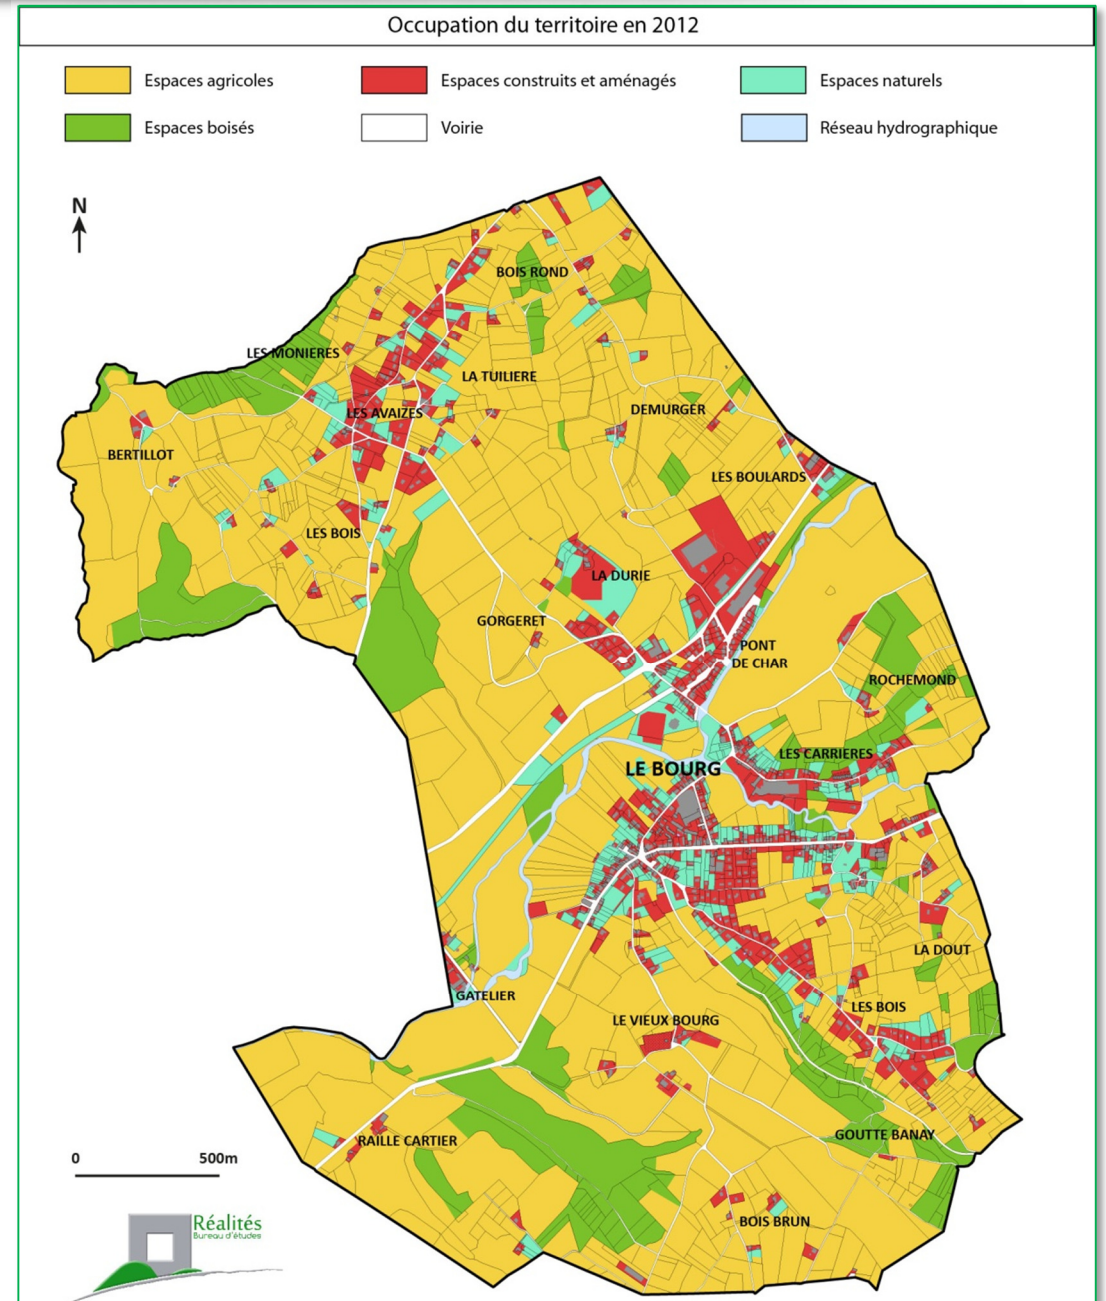 Occupation du territoire en 2012
Espaces agricoles
Espaces construits et aménagés
Espaces naturels
Espaces boisés
Voirie
Réseau hydrographique
N
BOIS ROND
LES MONIERES
LA TUILIERE
LES AVAIZES
DEMURGER
BERTILLOT
LES BOULARDS
LES BOIS
LA DURIE
GORGERET
PONT
DE CHAR
ROCHEMOND
LES CARRIERES
LE BOURG
LA DOUT
GATELIER
LES BOIS
LE VIEUX BOURG
GOUTTE BANAY
RAILLE CARTIER
0 500m
BOIS BRUN
Réalités
Bureau d'études